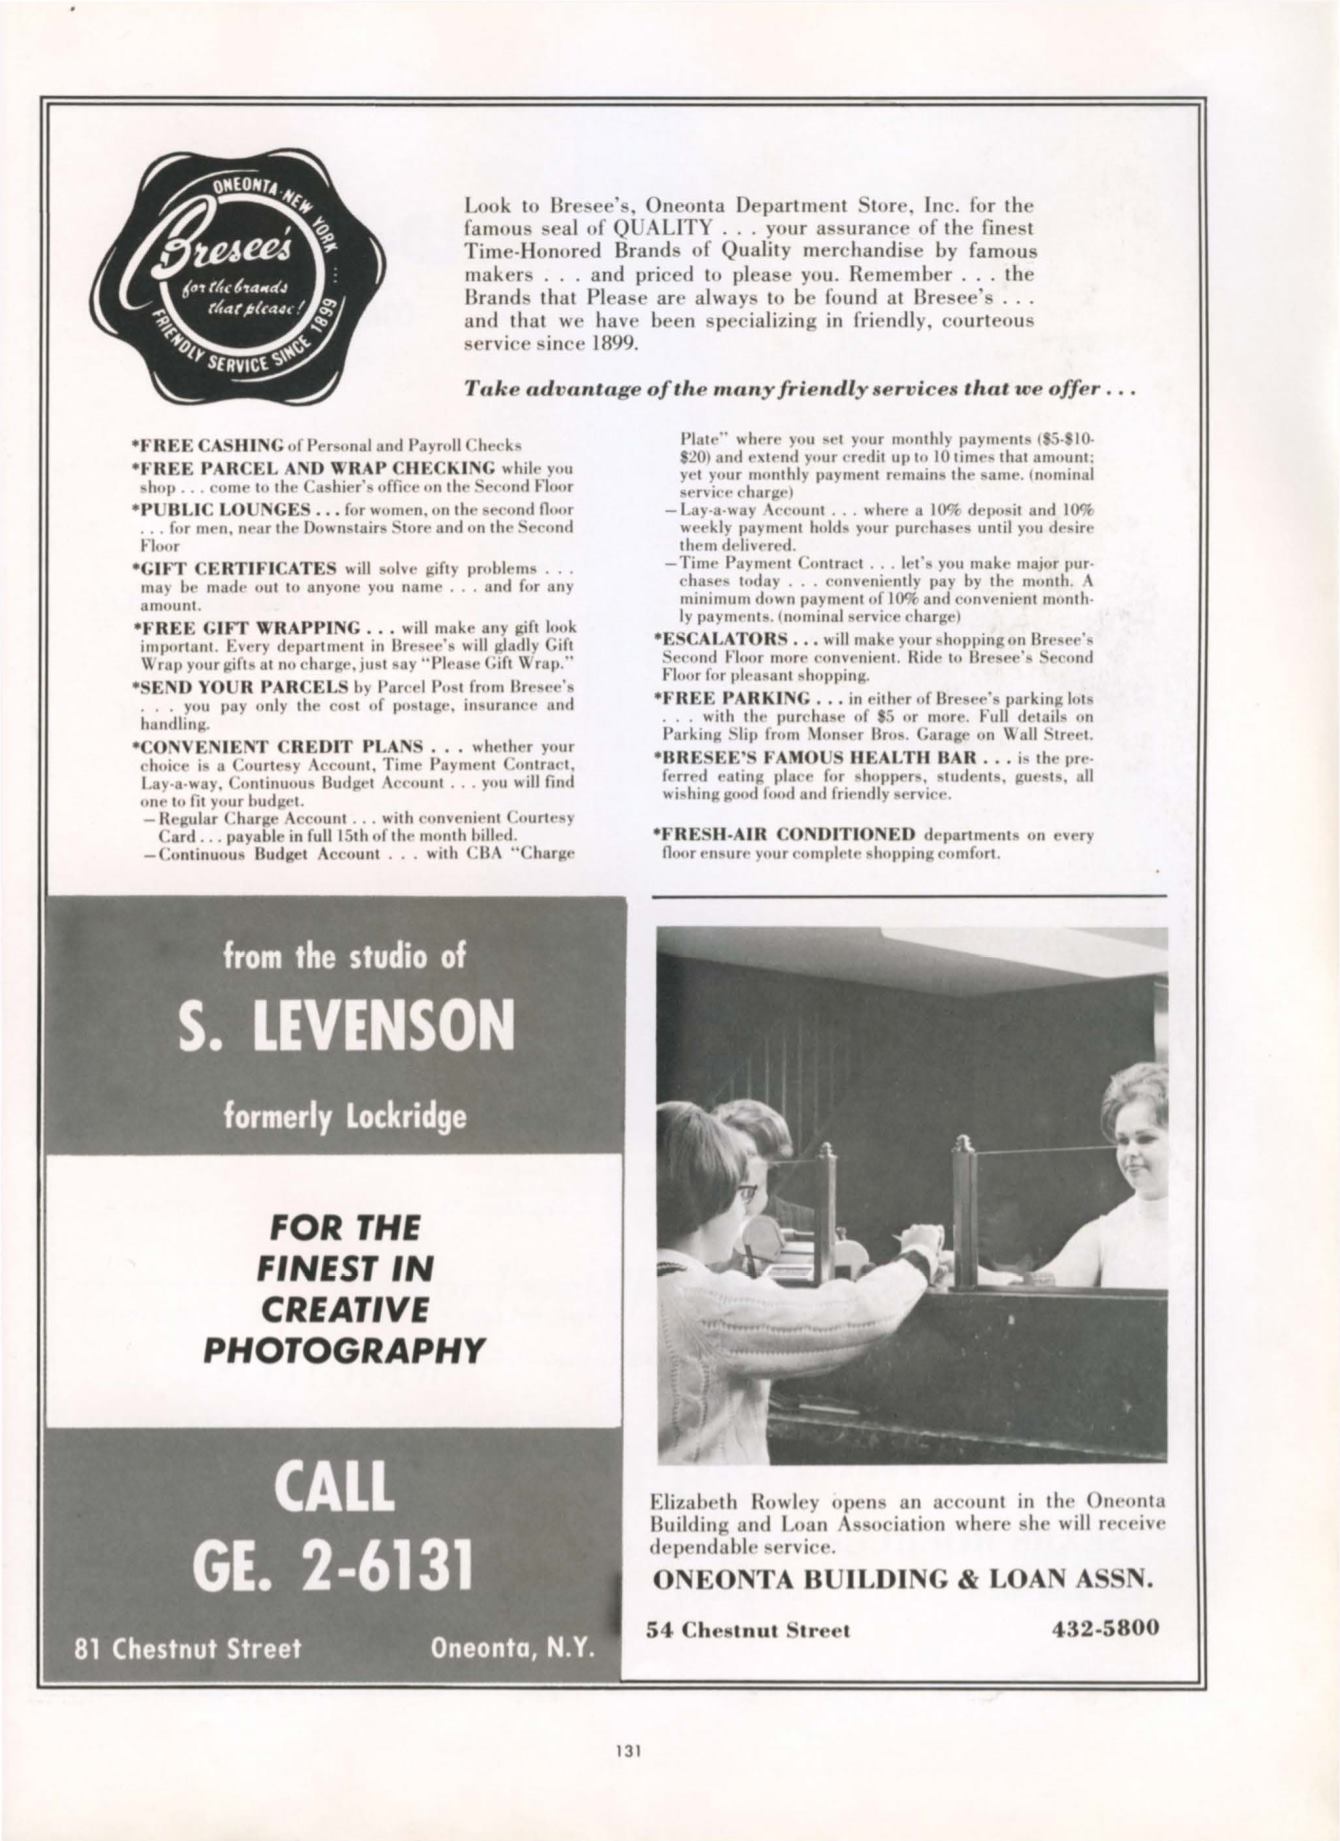 ONEONTA · NEW YORK ...
Bresee's
for the brands
that please!
FRIENDLY SERVICE SINCE 1899
Look to Bresee's, Oneonta Department Store, Inc. for the
famous seal of QUALITY . . . your assurance of the finest
Time-Honored Brands of Quality merchandise by famous
makers . . . and priced to please you. Remember . . . the
Brands that Please are always to be found at Bresee's . . .
and that we have been specializing in friendly, courteous
service since 1899.
Take advantage of the many friendly services that we offer . . .
*FREE CASHING of Personal and Payroll Checks
*FREE PARCEL AND WRAP CHECKING while you
shop . . . come to the Cashier's office on the Second Floor
*PUBLIC LOUNGES . . . for women, on the second floor
. . . for men, near the Downstairs Store and on the Second
Floor
*GIFT CERTIFICATES will solve gifty problems . . .
may be made out to anyone you name . . . and for any
amount.
*FREE GIFT WRAPPING . . . will make any gift look
important. Every department in Bresee's will gladly Gift
Wrap your gifts at no charge, just say "Please Gift Wrap."
*SEND YOUR PARCELS by Parcel Post from Bresee's
. . . you pay only the cost of postage, insurance and
handling.
*CONVENIENT CREDIT PLANS . . . whether your
choice is a Courtesy Account, Time Payment Contract,
Lay-a-way, Continuous Budget Account . . . you will find
one to fit your budget.
—Regular Charge Account . . . with convenient Courtesy
Card . . . payable in full 15th of the month billed.
—Continuous Budget Account . . . with CBA "Charge
Plate" where you set your monthly payments ($5-$10-
$20) and extend your credit up to 10 times that amount;
yet your monthly payment remains the same. (nominal
service charge)
—Lay-a-way Account . . . where a 10% deposit and 10%
weekly payment holds your purchases until you desire
them delivered.
—Time Payment Contract . . . let's you make major pur-
chases today . . . conveniently pay by the month. A
minimum down payment of 10% and convenient month-
ly payments. (nominal service charge)
*ESCALATORS . . . will make your shopping on Bresee's
Second Floor more convenient. Ride to Bresee's Second
Floor for pleasant shopping.
*FREE PARKING . . . in either of Bresee's parking lots
. . . with the purchase of $5 or more. Full details on
Parking Slip from Monser Bros. Garage on Wall Street.
*BRESEE'S FAMOUS HEALTH BAR . . . is the pre-
ferred eating place for shoppers, students, guests, all
wishing good food and friendly service.
*FRESH-AIR CONDITIONED departments on every
floor ensure your complete shopping comfort.
from the studio of
S. LEVENSON
formerly Lockridge
FOR THE
FINEST IN
CREATIVE
PHOTOGRAPHY
CALL
GE. 2-6131
81 Chestnut Street Oneonta, N.Y.
Elizabeth Rowley opens an account in the Oneonta
Building and Loan Association where she will receive
dependable service.
ONEONTA BUILDING & LOAN ASSN.
54 Chestnut Street 432-5800
131